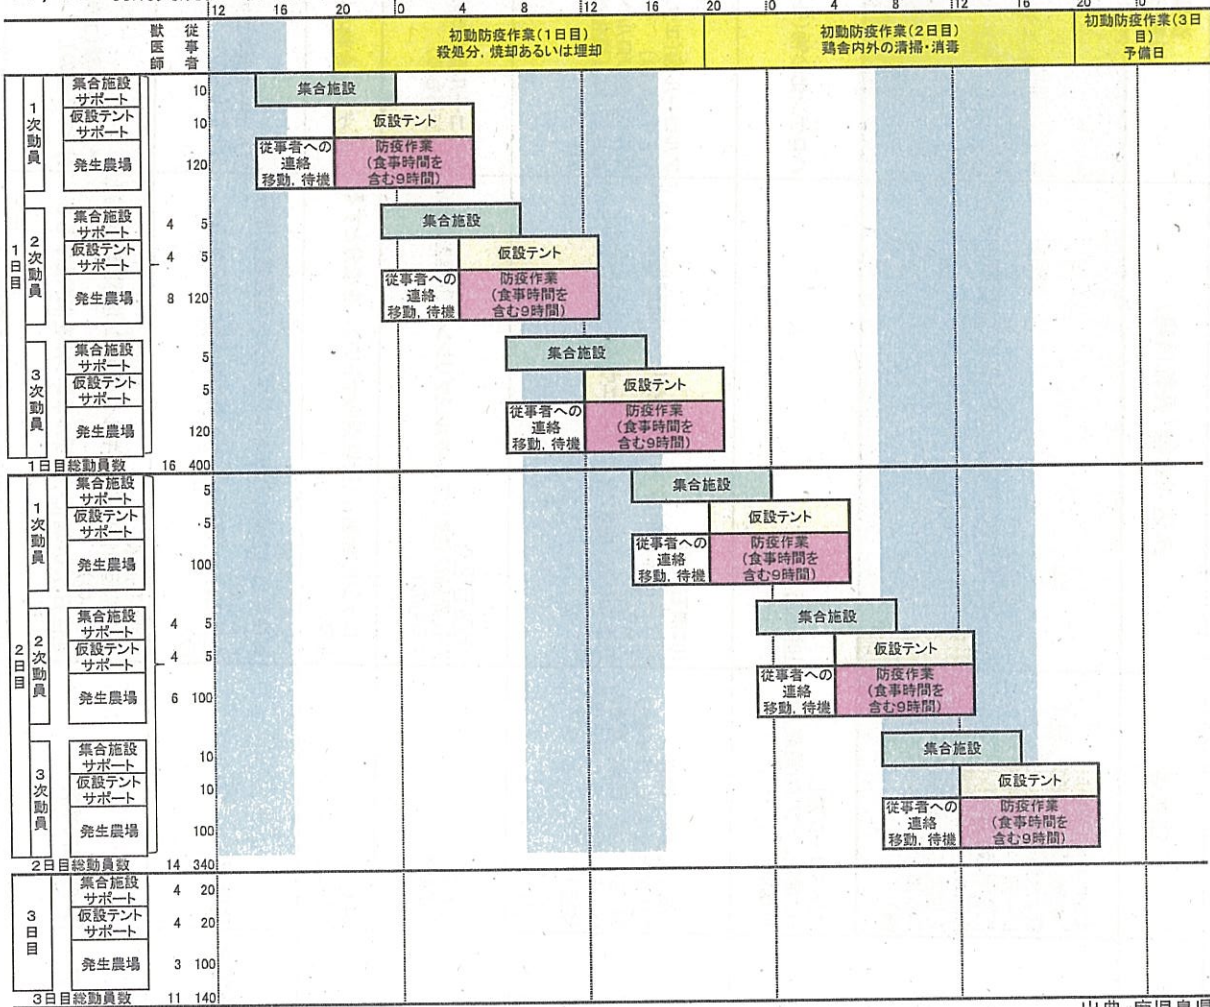 12 16 20 0 4 8 12 16 20 0 4 8 12 16 20 0
獣医師
従事者
初動防疫作業(1日目)
殺処分,焼却あるいは埋却
初動防疫作業(2日目)
鶏舎内外の清掃・消毒
初動防疫作業(3日
目)
予備日
1日目
1次動員
集合施設
サポート
10
集合施設
仮設テント
サポート
10
仮設テント
発生農場
120
従事者への
連絡
移動,待機
防疫作業
(食事時間を
含む9時間)
2次動員
集合施設
サポート
4 5
集合施設
仮設テント
サポート
4 5
仮設テント
発生農場
8 120
従事者への
連絡
移動,待機
防疫作業
(食事時間を
含む9時間)
3次動員
集合施設
サポート
5
集合施設
仮設テント
サポート
5
仮設テント
発生農場
120
従事者への
連絡
移動,待機
防疫作業
(食事時間を
含む9時間)
1日目総動員数 16 400
2日目
1次動員
集合施設
サポート
5
集合施設
仮設テント
サポート
5
仮設テント
発生農場
100
従事者への
連絡
移動,待機
防疫作業
(食事時間を
含む9時間)
2次動員
集合施設
サポート
4 5
集合施設
仮設テント
サポート
4 5
仮設テント
発生農場
6 100
従事者への
連絡
移動,待機
防疫作業
(食事時間を
含む9時間)
3次動員
集合施設
サポート
10
集合施設
仮設テント
サポート
10
仮設テント
発生農場
100
従事者への
連絡
移動,待機
防疫作業
(食事時間を
含む9時間)
2日目総動員数 14 340
3日目
集合施設
サポート
4 20
仮設テント
サポート
4 20
発生農場
3 100
3日目総動員数 11 140